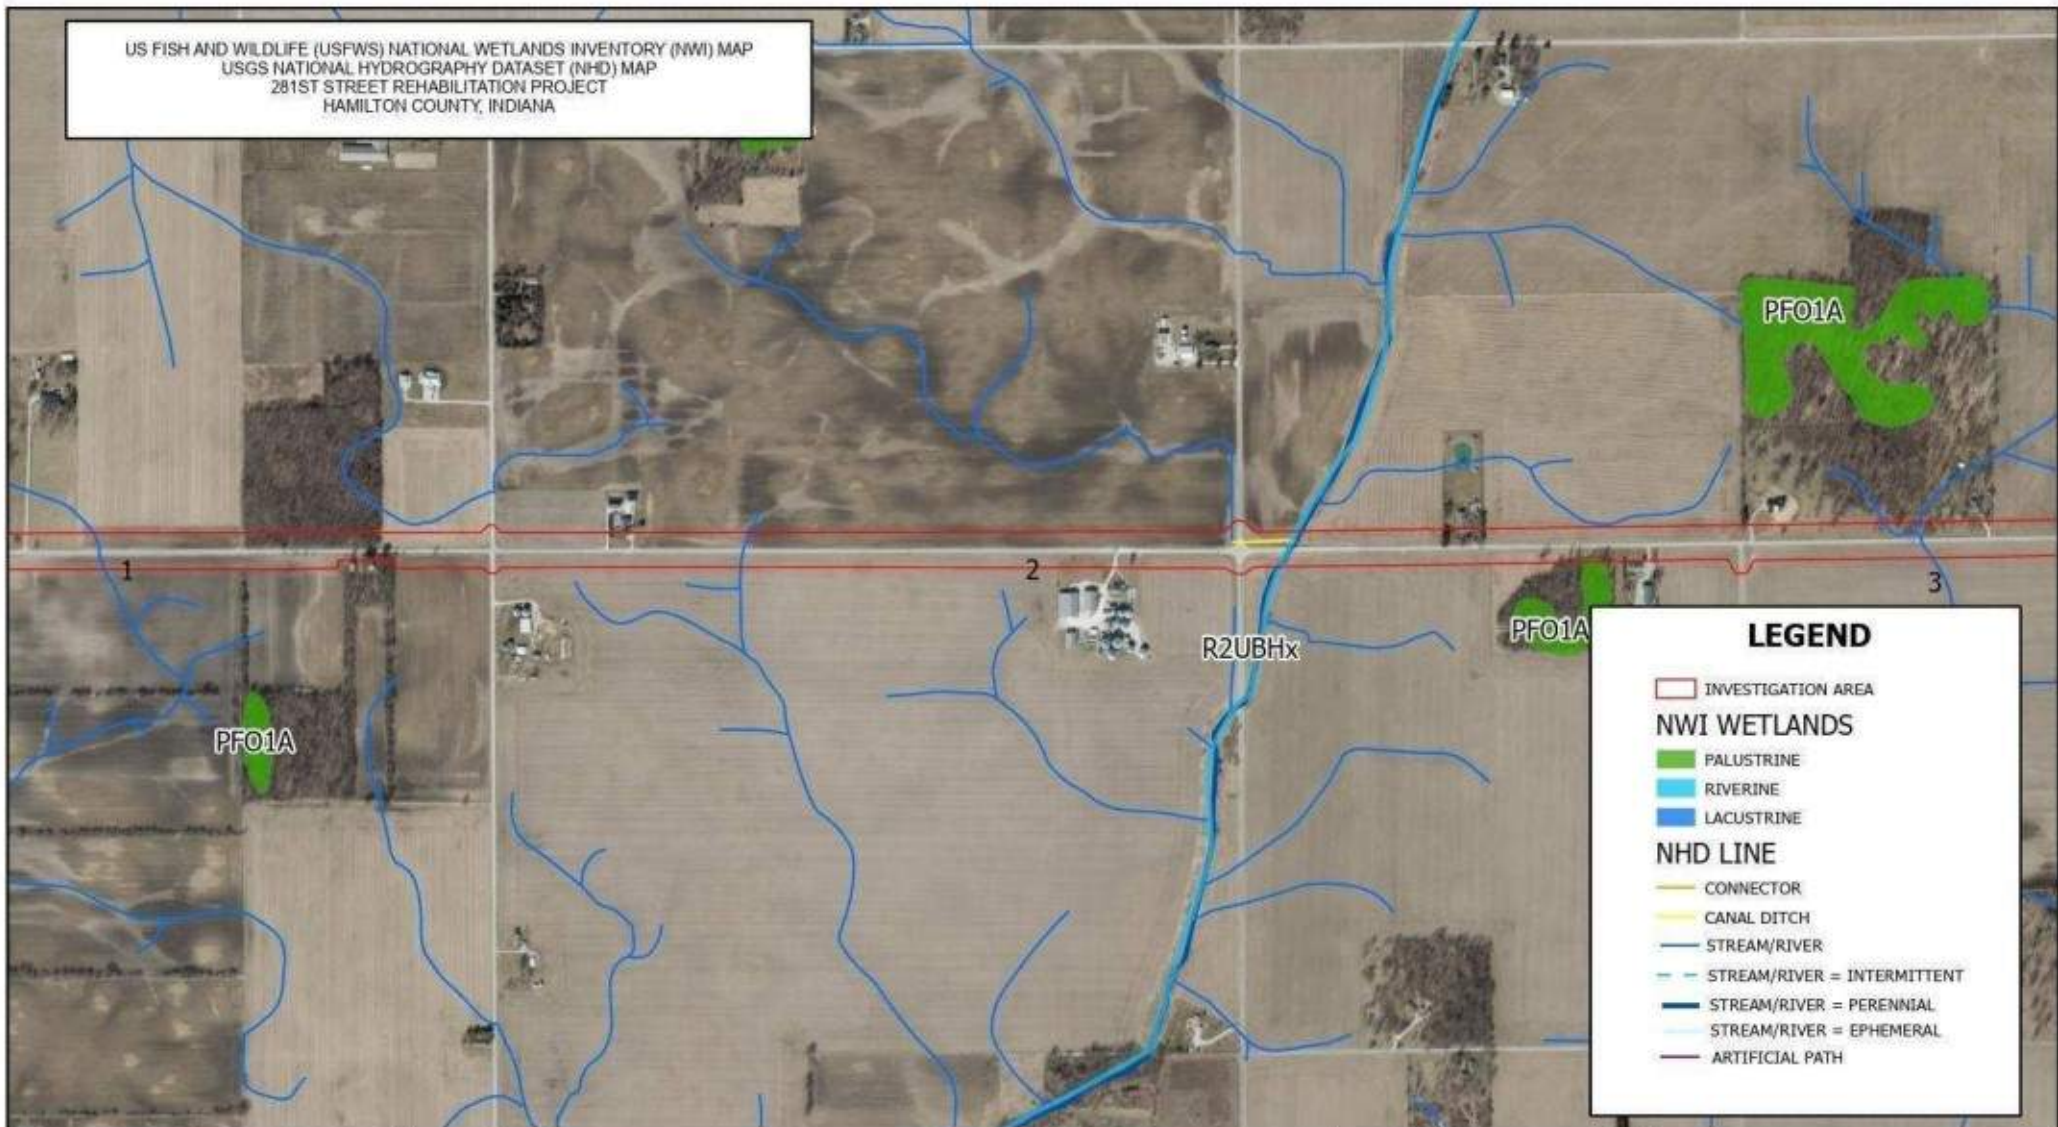 US FISH AND WILDLIFE (USFWS) NATIONAL WETLANDS INVENTORY (NWI) MAP
USGS NATIONAL HYDROGRAPHY DATASET (NHD) MAP
281ST STREET REHABILITATION PROJECT
HAMILTON COUNTY, INDIANA
PFO1A
1
2
3
PFO1A
R2UBHx
PFO1A
LEGEND
INVESTIGATION AREA
NWI WETLANDS
PALUSTRINE
RIVERINE
LACUSTRINE
NHD LINE
CONNECTOR
CANAL DITCH
STREAM/RIVER
STREAM/RIVER = INTERMITTENT
STREAM/RIVER = PERENNIAL
STREAM/RIVER = EPHEMERAL
ARTIFICIAL PATH